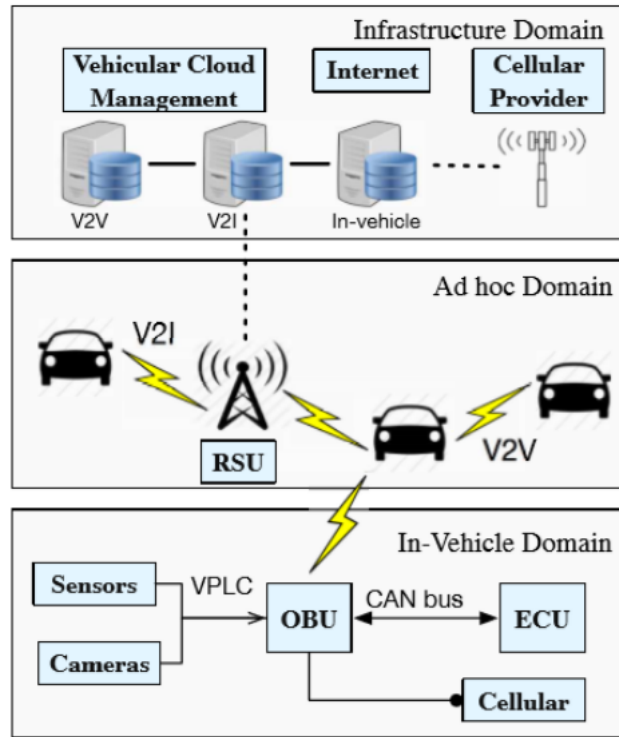 Infrastructure Domain
Vehicular Cloud
Management
Internet
Cellular
Provider
V2V
V2I
In-vehicle
Ad hoc Domain
V2I
RSU
V2V
In-Vehicle Domain
Sensors
VPLC
OBU
CAN bus
ECU
Cameras
Cellular